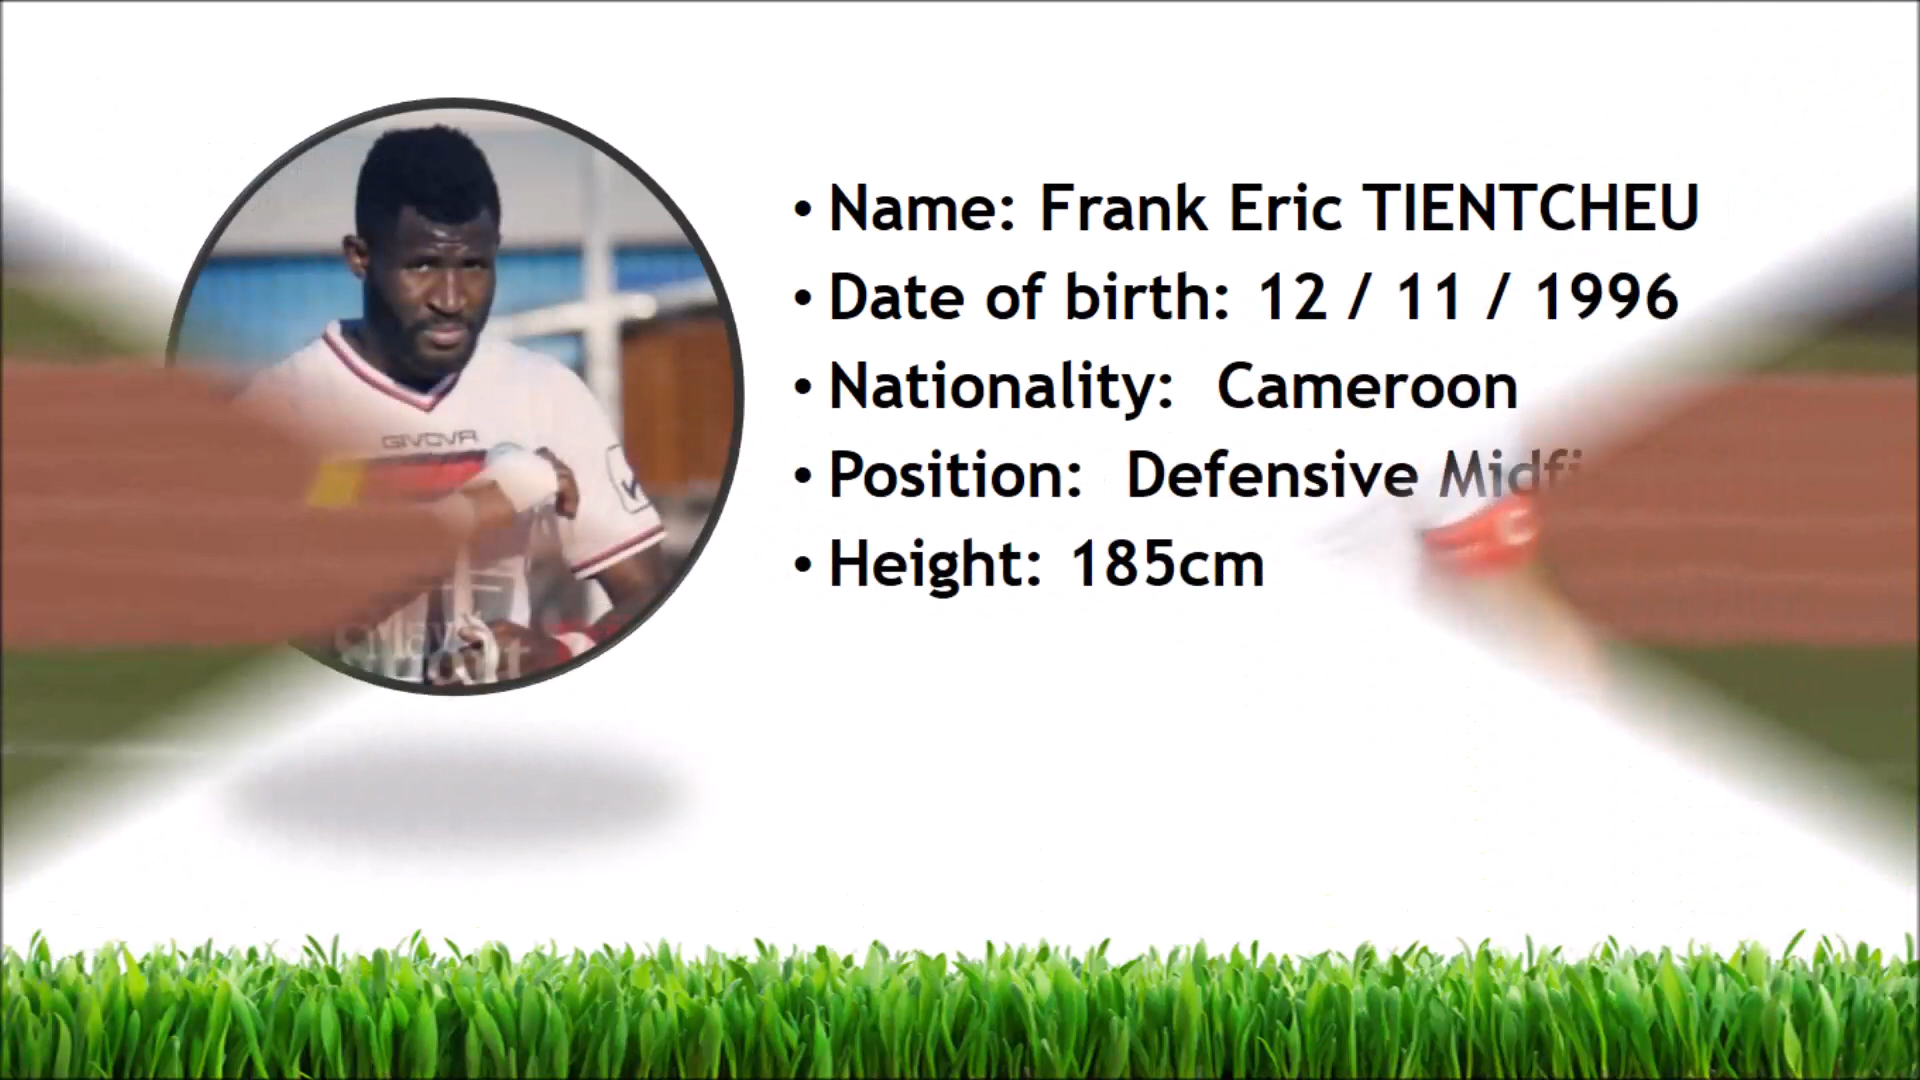 • Name: Frank Eric TIENTCHEU
• Date of birth: 12 / 11 / 1996
• Nationality: Cameroon
• Position: Defensive
• Height: 185cm
GIVOVA